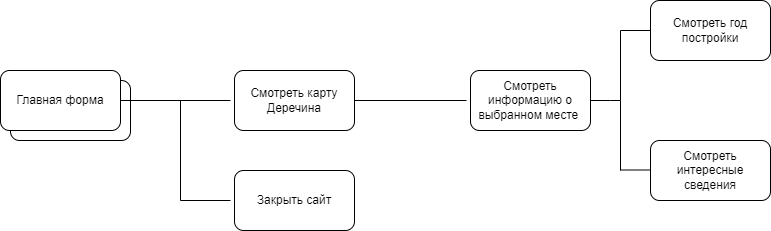 Главная форма
Смотреть карту
Деречина
Закрыть сайт
Смотреть
информацию о
выбранном месте
Смотреть год
постройки
Смотреть
интересные
сведения